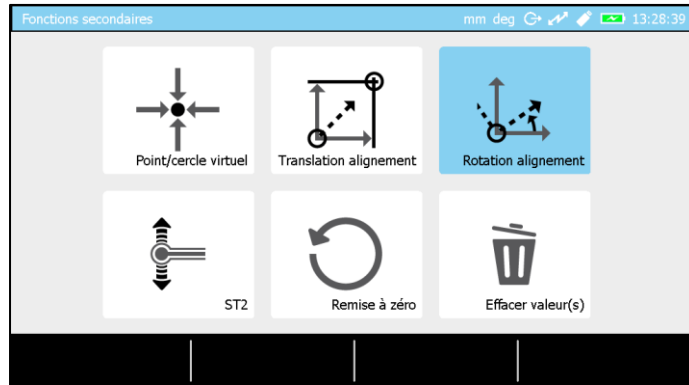 Fonctions secondaires
mm deg 13:28:39
Point/cercle virtuel
Translation alignement
Rotation alignement
ST2
Remise à zéro
Effacer valeur(s)